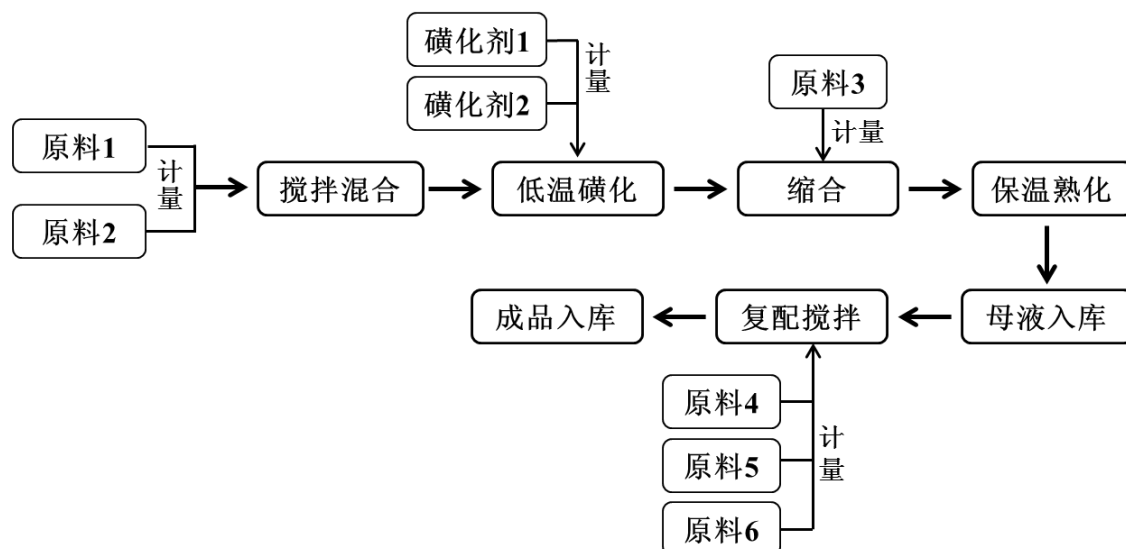 磺化剂1
磺化剂2
计量
原料3
计量
原料1
原料2
计量
搅拌混合
低温磺化
缩合
保温熟化
成品入库
复配搅拌
母液入库
原料4
原料5
原料6
计量